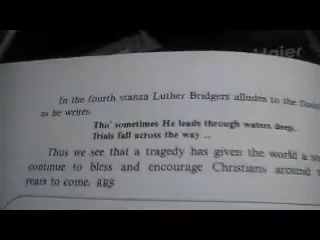 Haier
In the fourth stanza Luther Bridgers alludes to the
as he writes.
Tho' sometimes He leads through waters deep,
Trials fall across the way ...
Thus we see that a tragedy has given the world a
continue to bless and encourage Christians around
years to come.